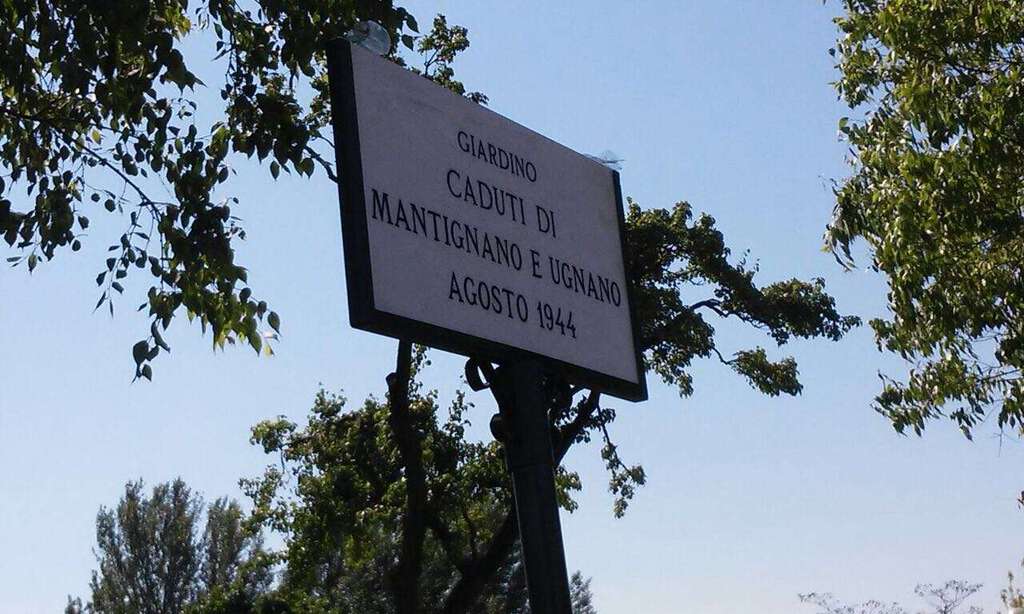 GIARDINO
CADUTI DI
MANTIGNANO E UGNANO
AGOSTO 1944